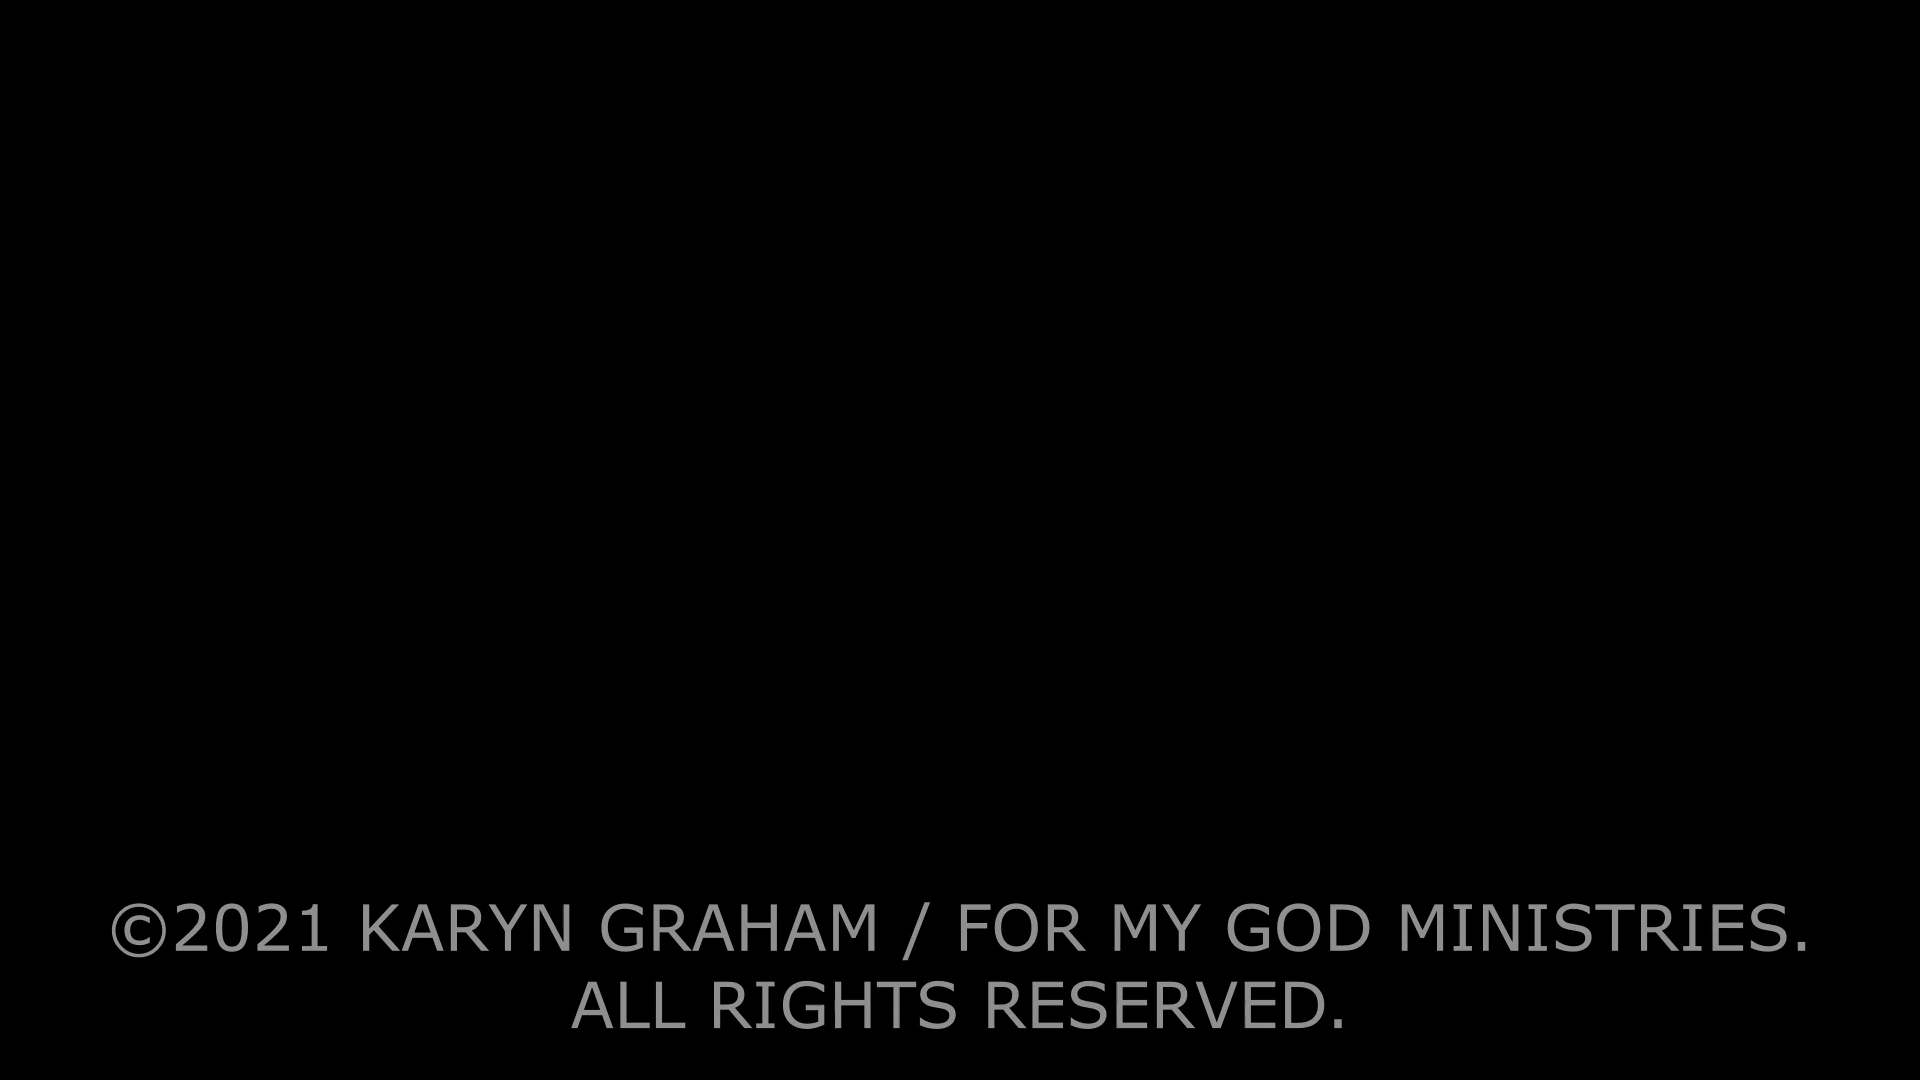 ©2021 KARYN GRAHAM / FOR MY GOD MINISTRIES.
ALL RIGHTS RESERVED.